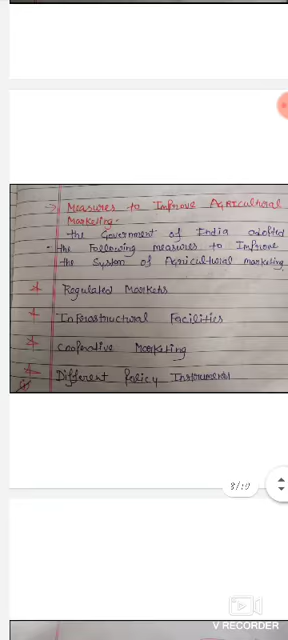 → Measures to Improve Agricultural
Marketing -
the Government of India adopted
• the Following measures to Improve
the System of Agricultural marketing
* Regulated Markets
* Infrastructural Facilities
* Cooperative Marketing
* Different Policy Instruments
8/10
V RECORDER